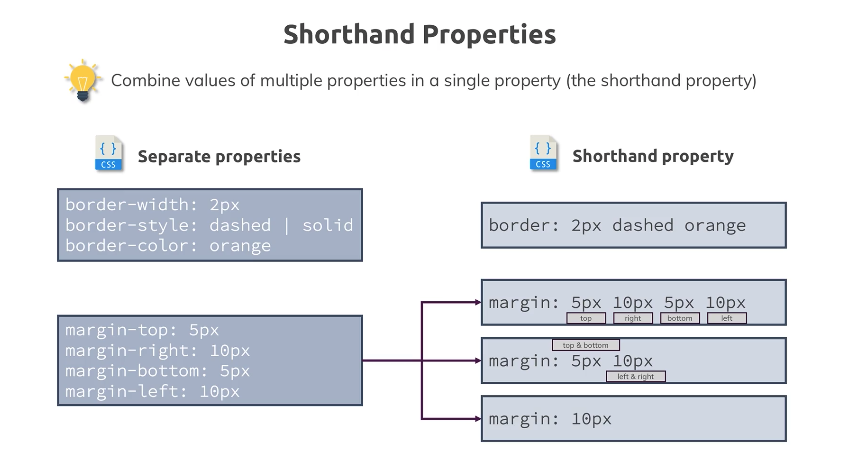 Shorthand Properties
Combine values of multiple properties in a single property (the shorthand property)
{ }
CSS
Separate properties
border-width: 2px
border-style: dashed | solid
border-color: orange
margin-top: 5px
margin-right: 10px
margin-bottom: 5px
margin-left: 10px
{ }
CSS
Shorthand property
border: 2px dashed orange
margin: 5px 10px 5px 10px
top right bottom left
top & bottom
margin: 5px 10px
left & right
margin: 10px